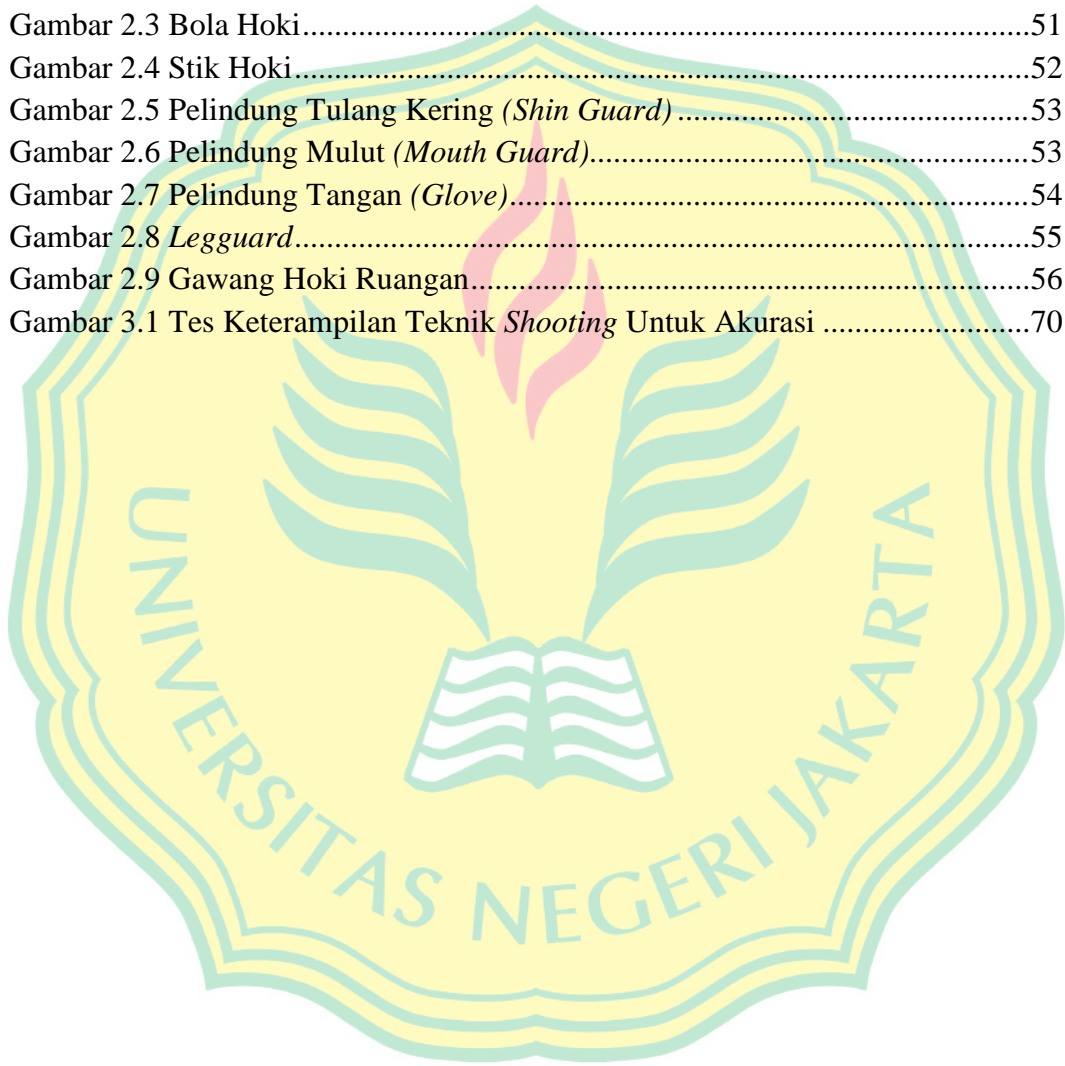 Gambar 2.3 Bola Hoki..............................................................................................51
Gambar 2.4 Stik Hoki...............................................................................................52
Gambar 2.5 Pelindung Tulang Kering (Shin Guard) ...............................................53
Gambar 2.6 Pelindung Mulut (Mouth Guard)..........................................................53
Gambar 2.7 Pelindung Tangan (Glove)....................................................................54
Gambar 2.8 Legguard...............................................................................................55
Gambar 2.9 Gawang Hoki Ruangan.........................................................................56
Gambar 3.1 Tes Keterampilan Teknik Shooting Untuk Akurasi ..........................70
UNIVERSITAS NEGERI JAKARTA